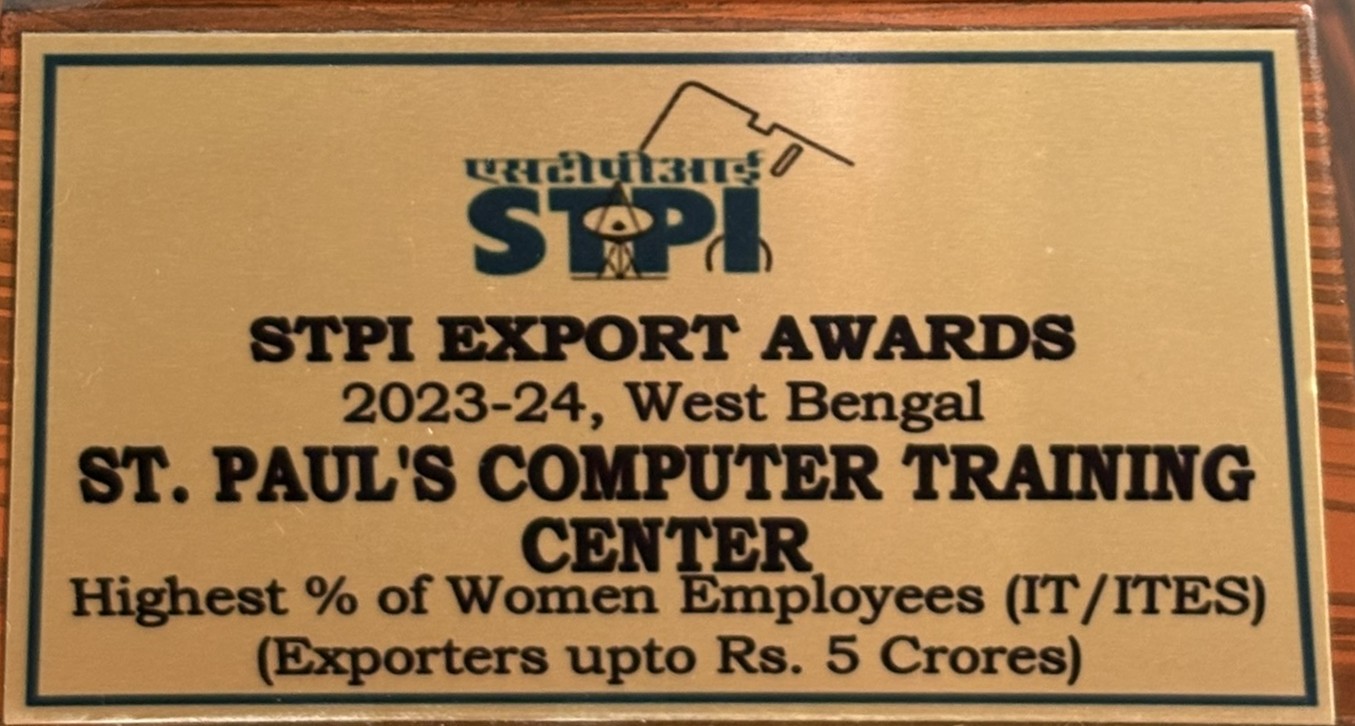 एसटीपीआई
STPI
STPI EXPORT AWARDS
2023-24, West Bengal
ST. PAUL'S COMPUTER TRAINING
CENTER
Highest % of Women Employees (IT/ITES)
(Exporters upto Rs. 5 Crores)